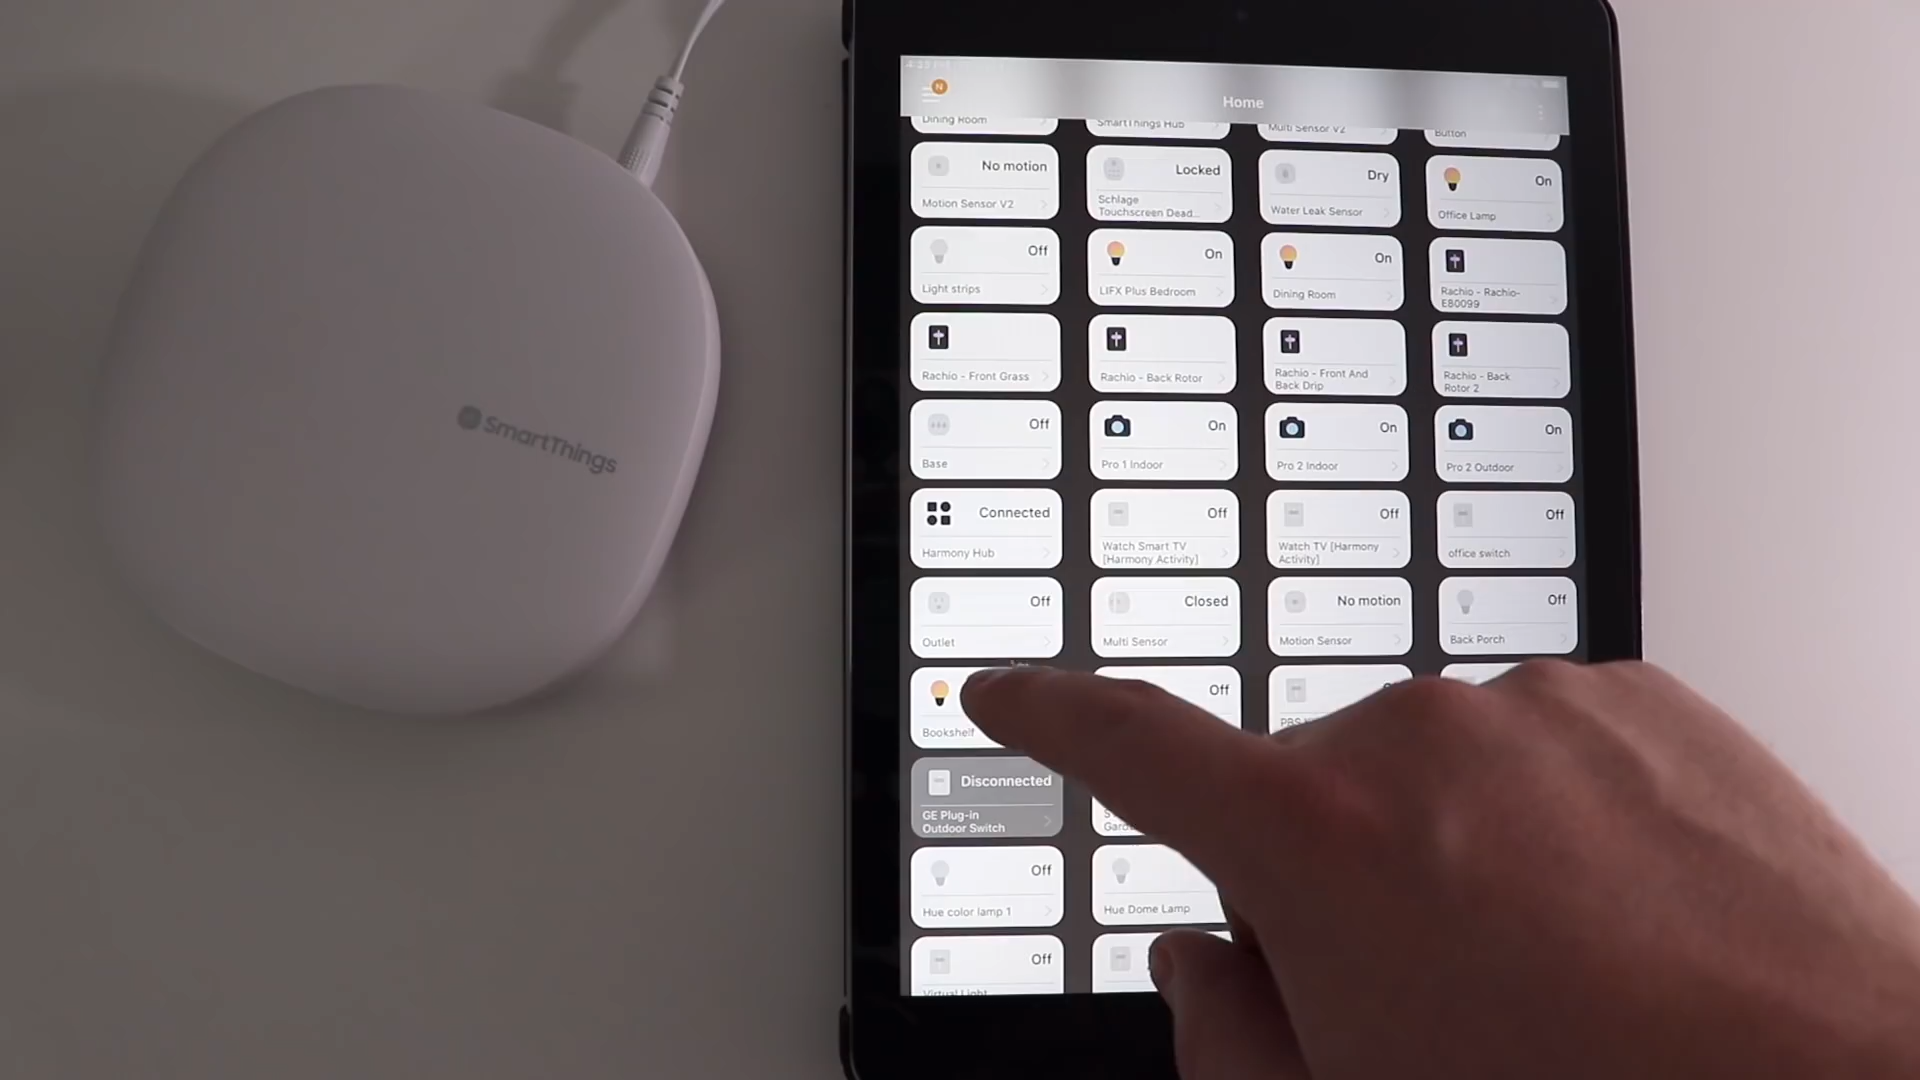 SmartThings
N
Home
Dining Room
SmartThings Hub
Multi Sensor V2
Button
No motion
Motion Sensor V2
Locked
Schlage
Touchscreen Dead...
Dry
Water Leak Sensor
On
Office Lamp
Off
Light strips
On
LIFX Plus Bedroom
On
Dining Room
Rachio - Rachio-
E80099
Rachio - Front Grass
Rachio - Back Rotor
Rachio - Front And
Back Drip
Rachio - Back
Rotor 2
Off
Base
On
Pro 1 Indoor
On
Pro 2 Indoor
On
Pro 2 Outdoor
Connected
Harmony Hub
Off
Watch Smart TV
[Harmony Activity]
Off
Watch TV [Harmony
Activity]
Off
office switch
Off
Outlet
Closed
Multi Sensor
No motion
Motion Sensor
Off
Back Porch
Bookshelf
Off
Disconnected
GE Plug-in
Outdoor Switch
Off
Hue color lamp 1
Hue Dome Lamp
Off
Virtual Light